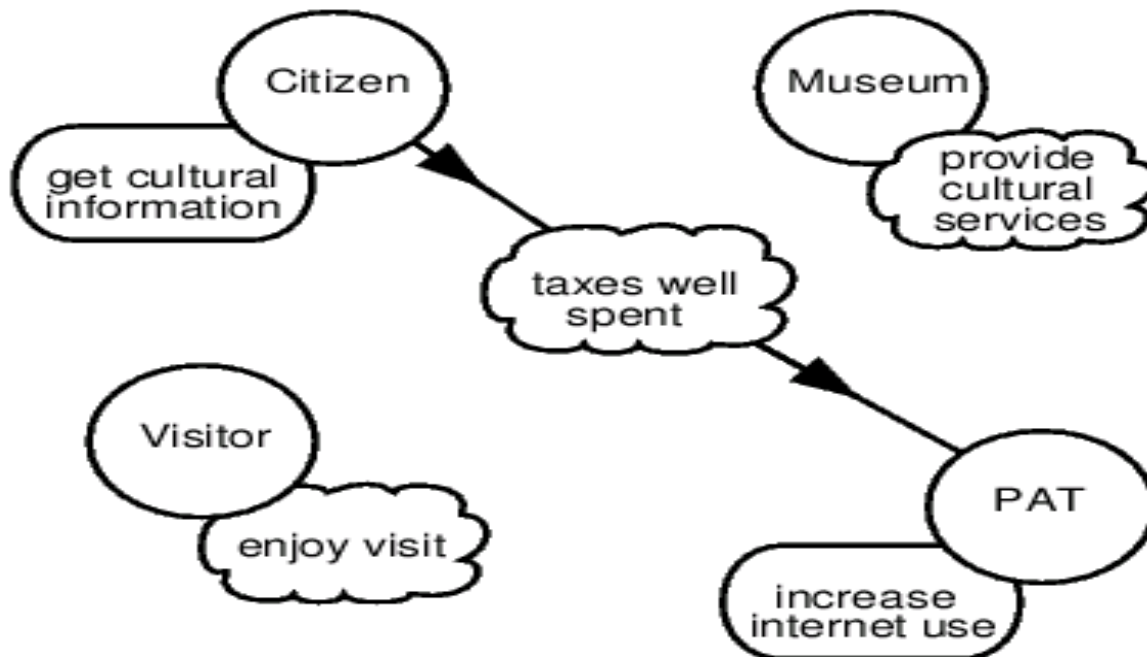 Citizen
Museum
get cultural
information
provide
cultural
services
taxes well
spent
Visitor
enjoy visit
PAT
increase
internet use